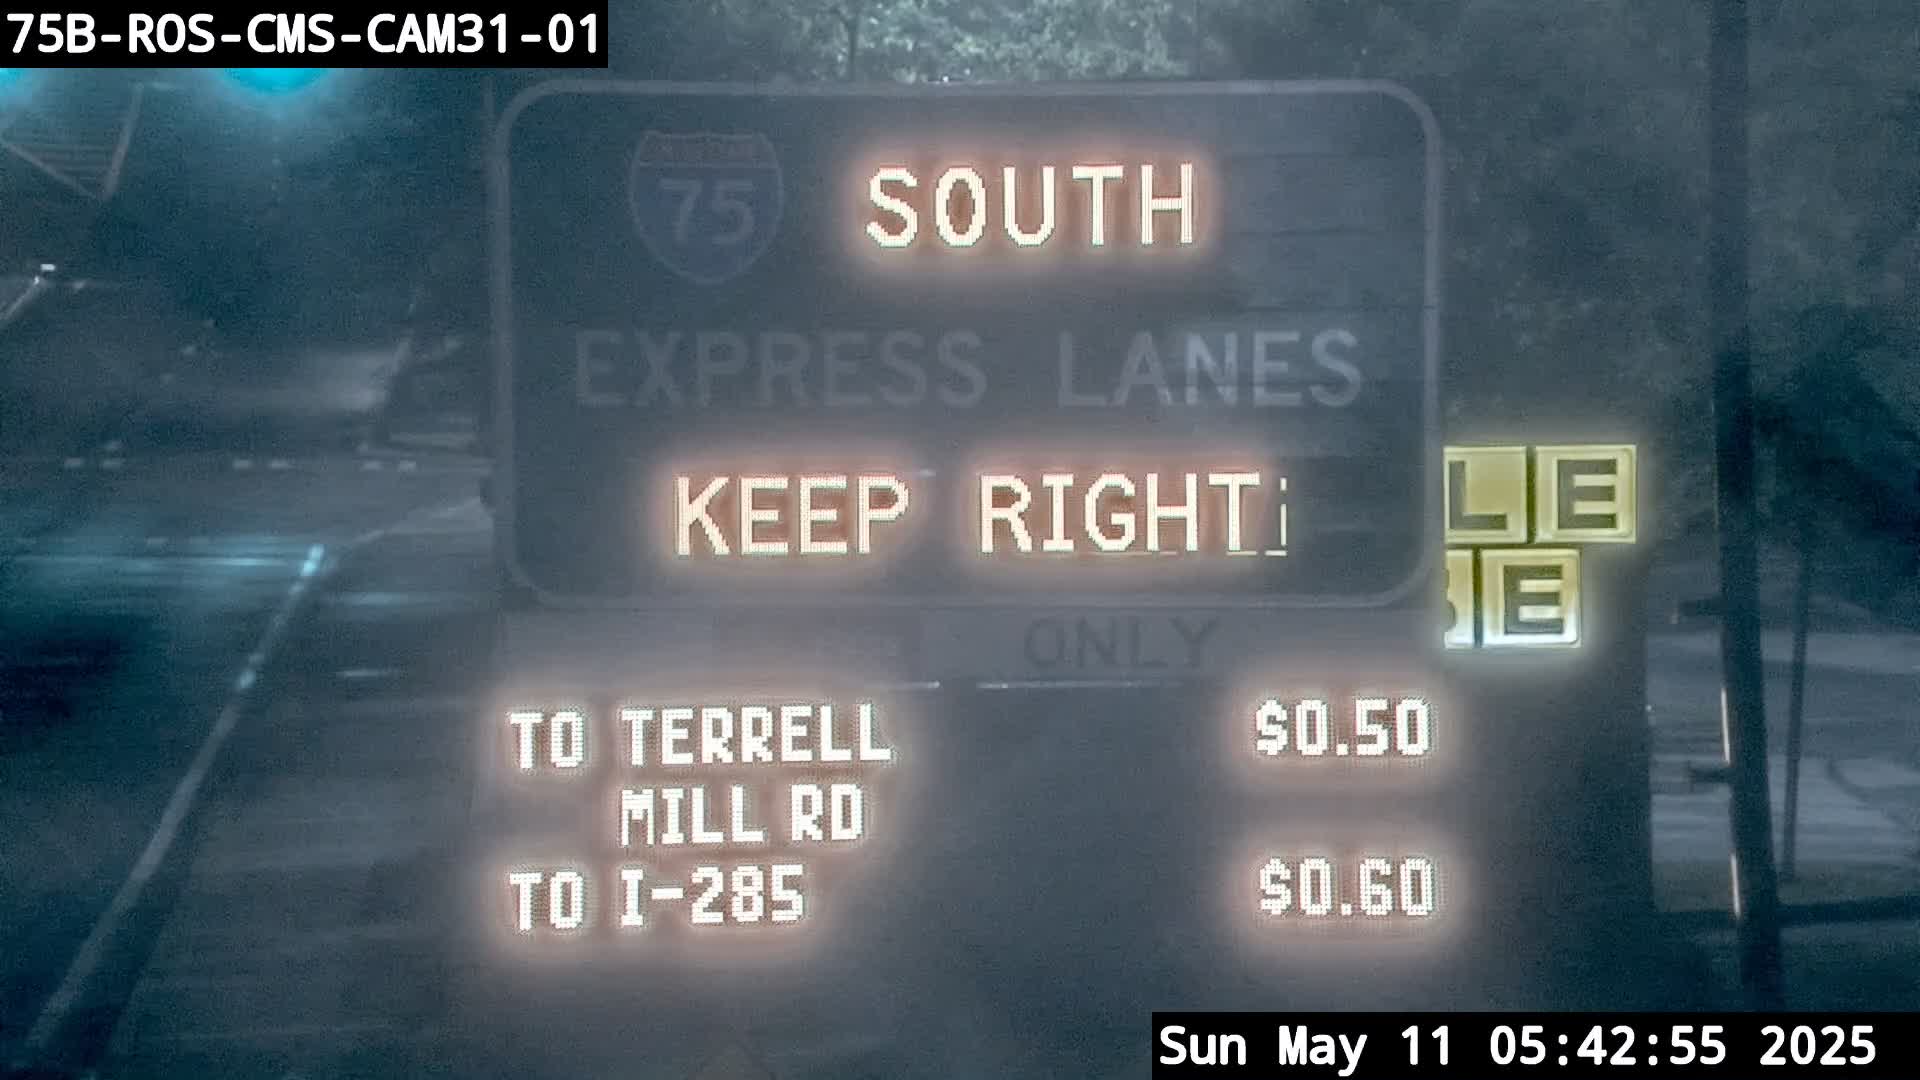 75B-ROS-CMS-CAM31-01
75 SOUTH
EXPRESS LANES
KEEP RIGHT
LE
E
ONLY
TO TERRELL $0.50
MILL RD
TO I-285 $0.60
Sun May 11 05:42:55 2025